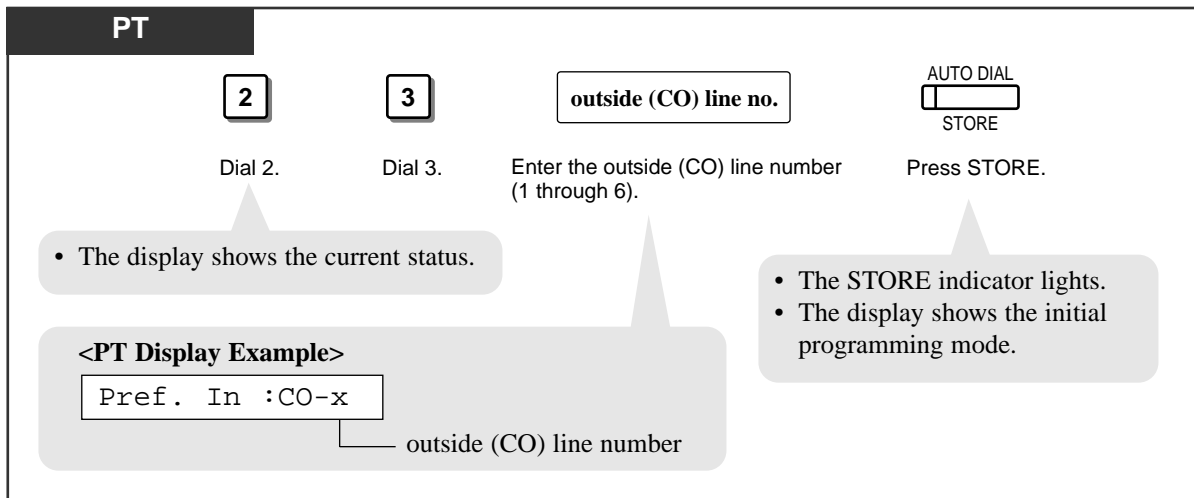 PT
2
3
outside (CO) line no.
AUTO DIAL
STORE
Dial 2.
Dial 3.
Enter the outside (CO) line number
(1 through 6).
Press STORE.
• The display shows the current status.
• The STORE indicator lights.
• The display shows the initial
programming mode.
<PT Display Example>
Pref. In :CO-x
outside (CO) line number